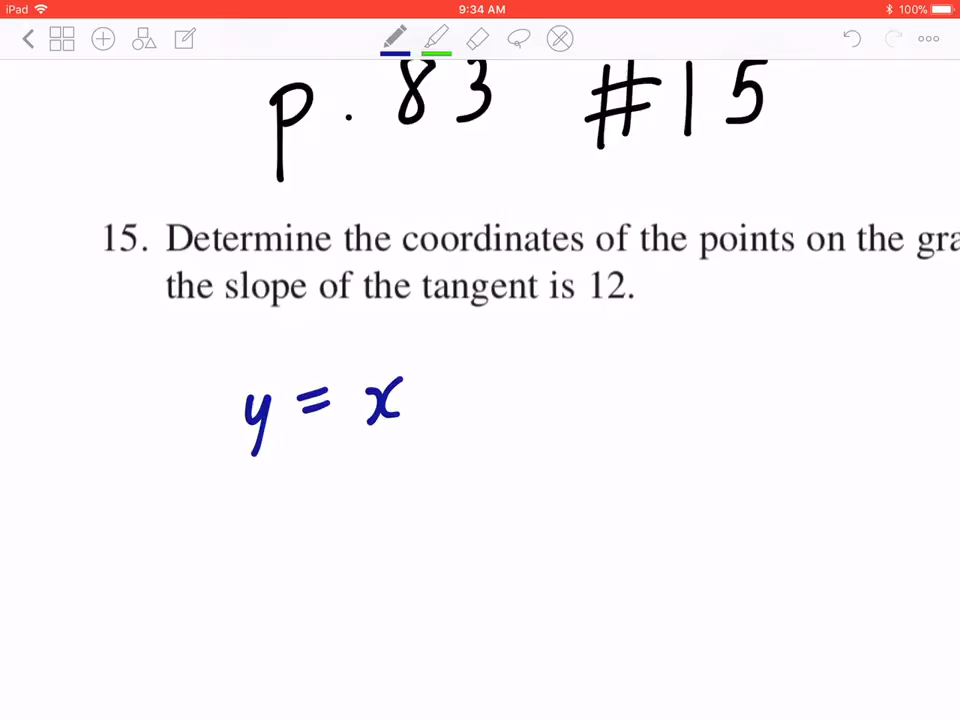 iPad 9:34 AM 100%
p. 83 #15
15. Determine the coordinates of the points on the gra
the slope of the tangent is 12.
y = x